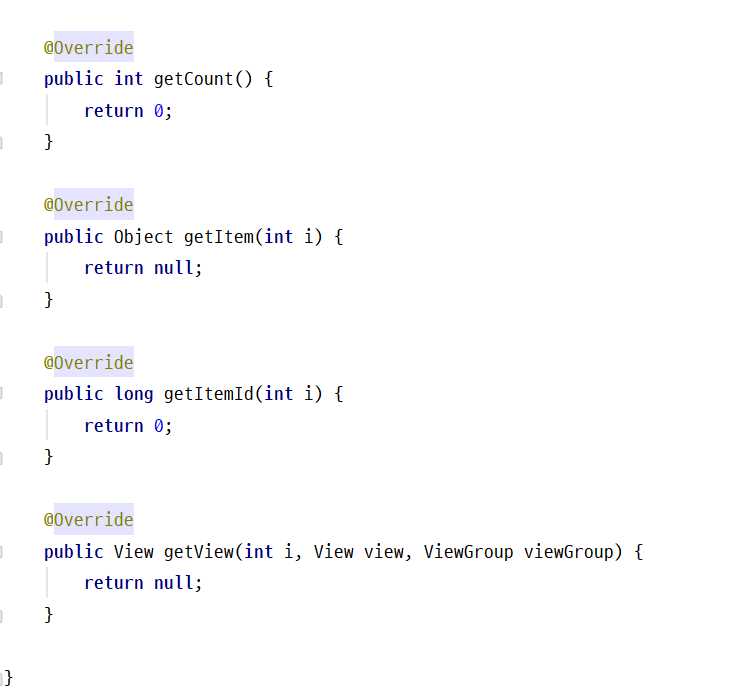 @Override
public int getCount() {
return 0;
}
@Override
public Object getItem(int i) {
return null;
}
@Override
public long getItemId(int i) {
return 0;
}
@Override
public View getView(int i, View view, ViewGroup viewGroup) {
return null;
}
}